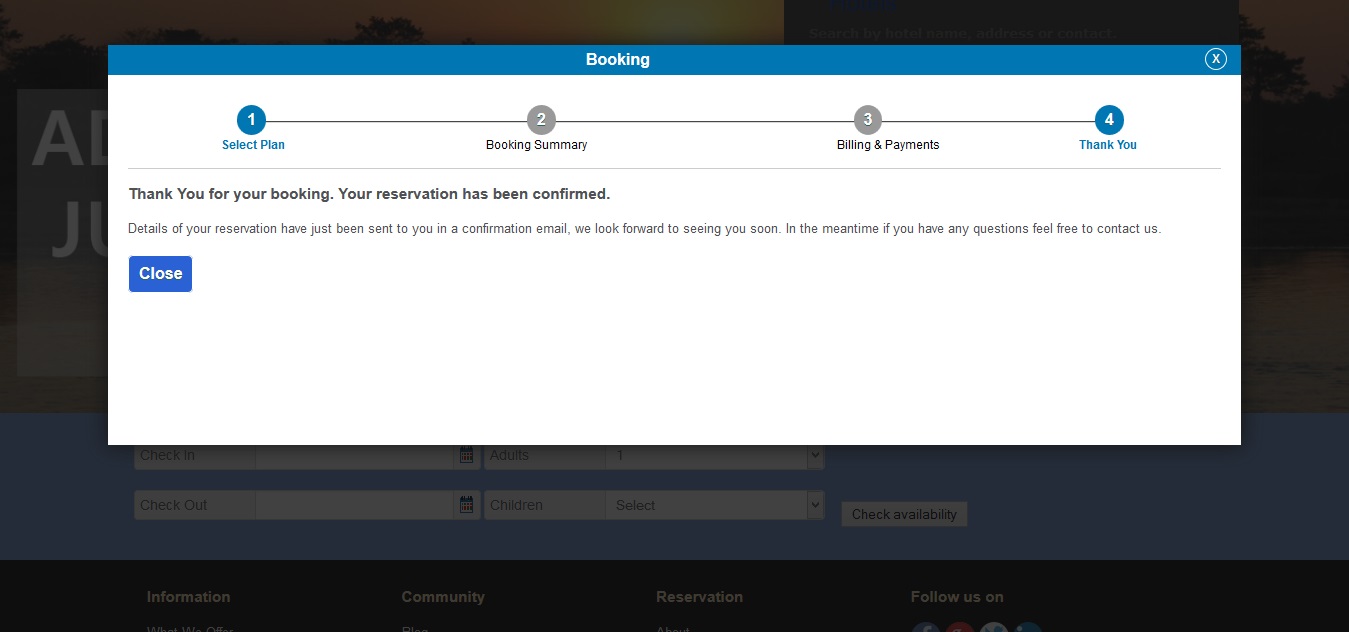 Search by hotel name, address or contact.
Booking
X
1
2
3
4
Select Plan
Booking Summary
Billing & Payments
Thank You
Thank You for your booking. Your reservation has been confirmed.
Details of your reservation have just been sent to you in a confirmation email, we look forward to seeing you soon. In the meantime if you have any questions feel free to contact us.
Close
Check In
Adults
1
Check Out
Children
Select
Check availability
Information
Community
Reservation
Follow us on
What We Offer
Blog
About